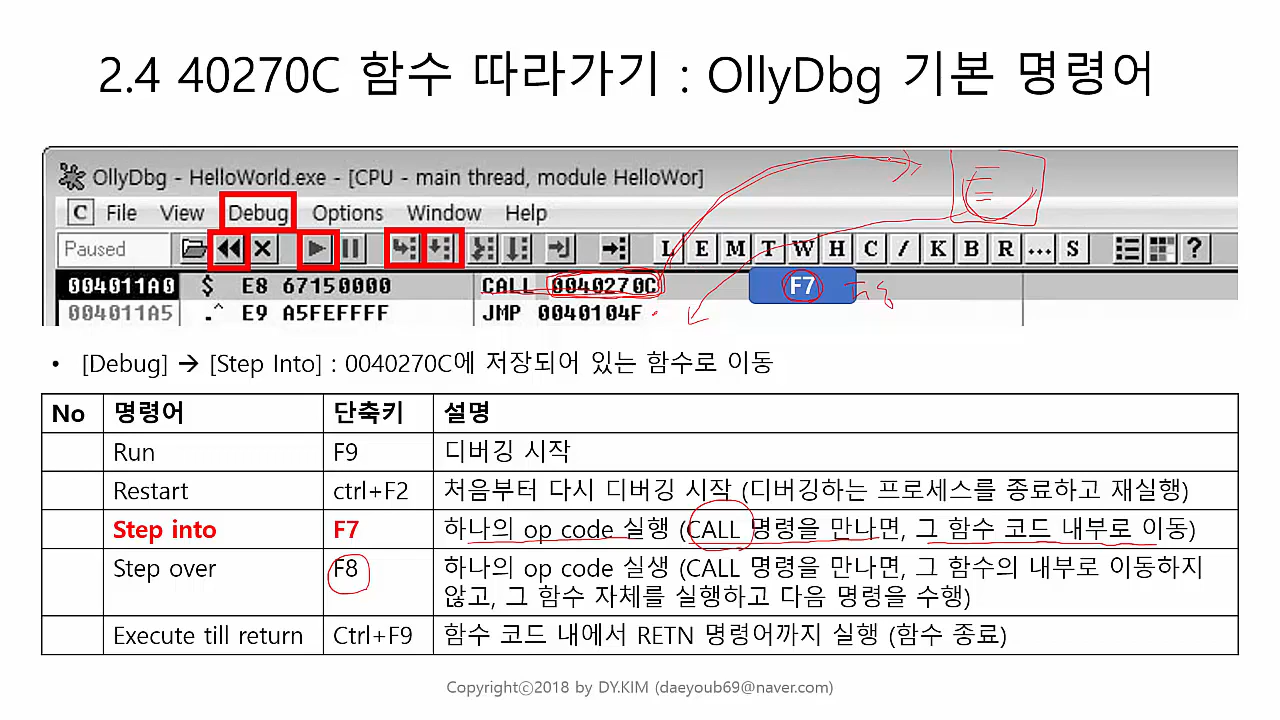 2.4 40270C 함수 따라가기 : OllyDbg 기본 명령어
OllyDbg - HelloWorld.exe - [CPU - main thread, module HelloWor]
C File View Debug Options Window Help
Paused L E M T W H C / K B R ... S ?
004011A0 $ E8 67150000 CALL 0040270C F7 F8
004011A5 .^ E9 A5FEFFFF JMP 0040104F
• [Debug] → [Step Into] : 0040270C에 저장되어 있는 함수로 이동
No 명령어 단축키 설명
Run F9 디버깅 시작
Restart ctrl+F2 처음부터 다시 디버깅 시작 (디버깅하는 프로세스를 종료하고 재실행)
Step into F7 하나의 op code 실행 (CALL 명령을 만나면, 그 함수 코드 내부로 이동)
Step over F8 하나의 op code 실생 (CALL 명령을 만나면, 그 함수의 내부로 이동하지
않고, 그 함수 자체를 실행하고 다음 명령을 수행)
Execute till return Ctrl+F9 함수 코드 내에서 RETN 명령어까지 실행 (함수 종료)
Copyrightⓒ2018 by DY.KIM (daeyoub69@naver.com)